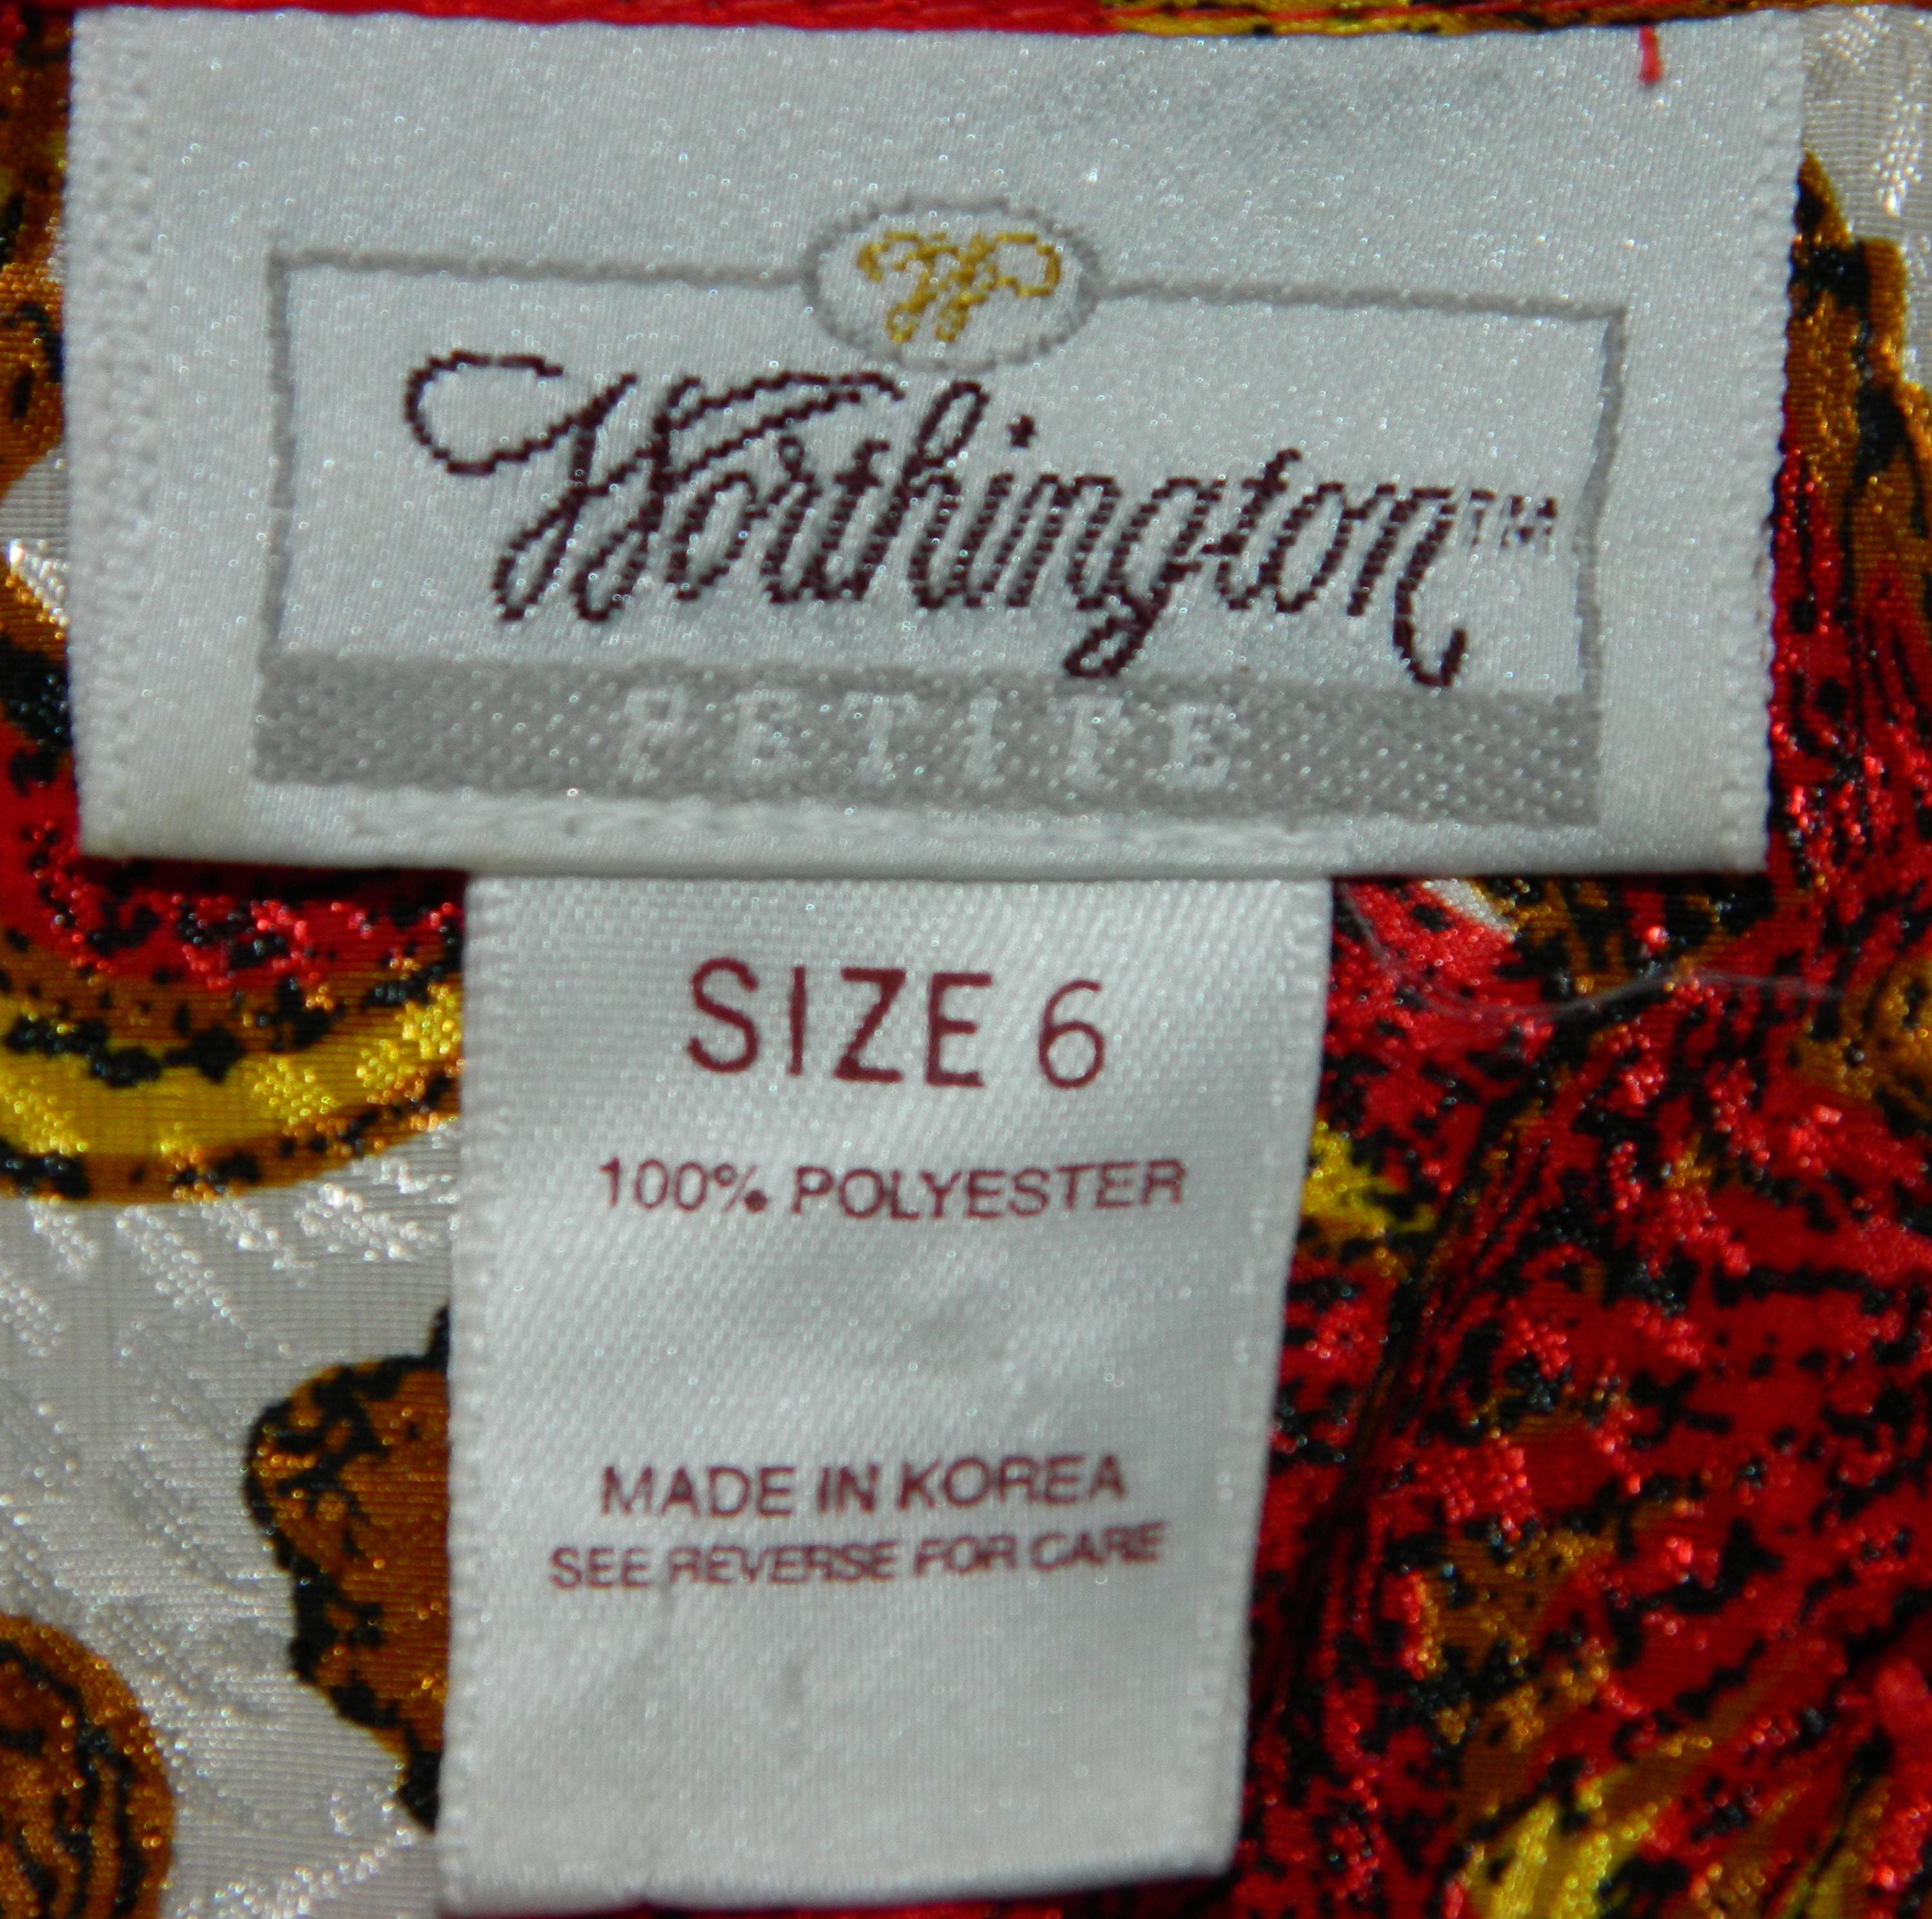 W
Worthington™
PETITE
SIZE 6
100% POLYESTER
MADE IN KOREA
SEE REVERSE FOR CARE